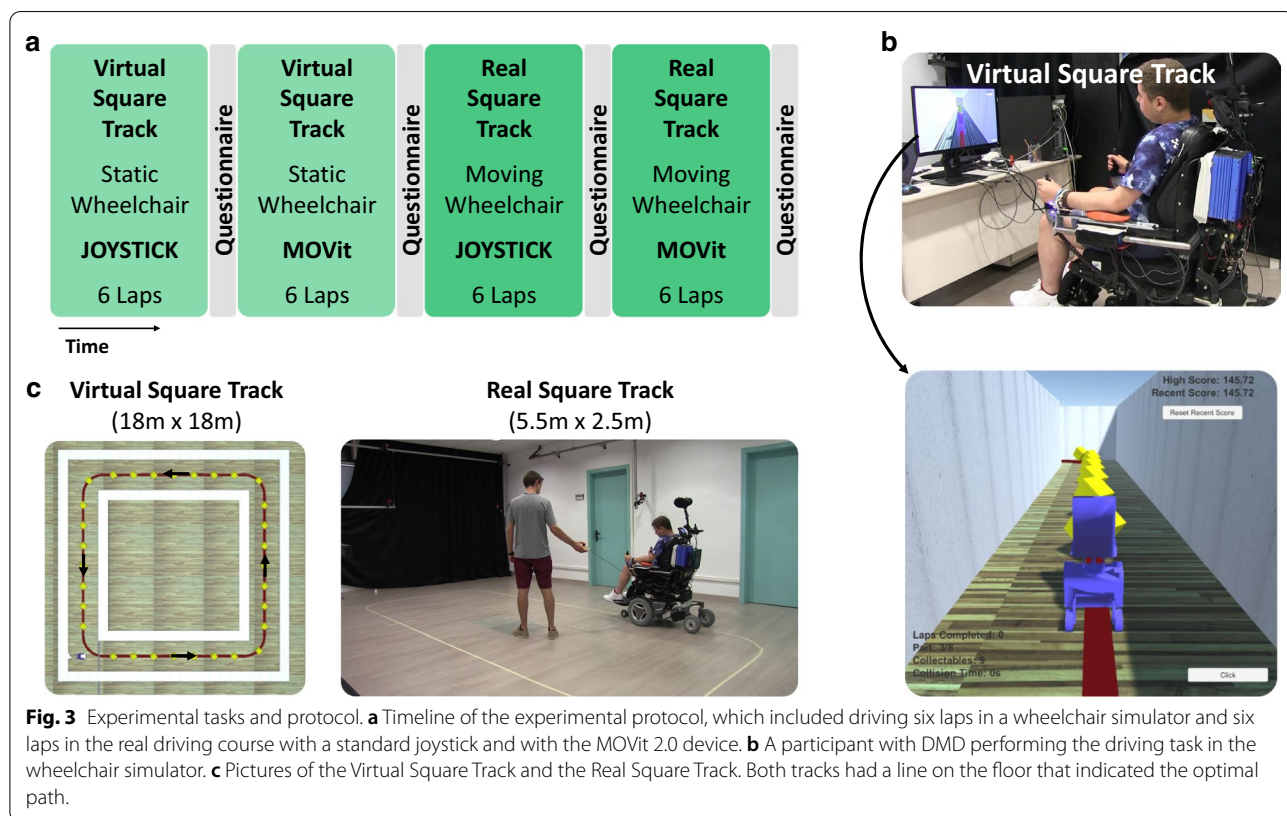 a
Virtual
Square
Track
Static
Wheelchair
JOYSTICK
6 Laps
Questionnaire
Virtual
Square
Track
Static
Wheelchair
MOVit
6 Laps
Questionnaire
Real
Square
Track
Moving
Wheelchair
JOYSTICK
6 Laps
Questionnaire
Real
Square
Track
Moving
Wheelchair
MOVit
6 Laps
Questionnaire
Time
b
Virtual Square Track
High Score: 145.72
Recent Score: 145.72
Reset Recent Score
Laps Completed: 0
Part: 3/8
Collectables: 9
Collision Time: 0s
Click
c
Virtual Square Track
(18m x 18m)
Real Square Track
(5.5m x 2.5m)
Fig. 3 Experimental tasks and protocol. a Timeline of the experimental protocol, which included driving six laps in a wheelchair simulator and six
laps in the real driving course with a standard joystick and with the MOVit 2.0 device. b A participant with DMD performing the driving task in the
wheelchair simulator. c Pictures of the Virtual Square Track and the Real Square Track. Both tracks had a line on the floor that indicated the optimal
path.